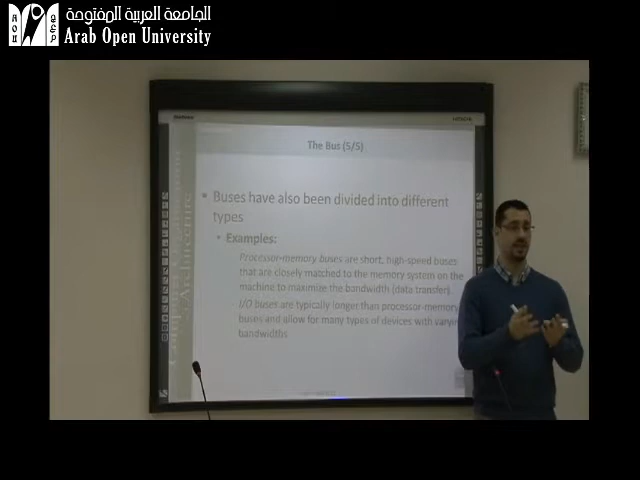 الجامعة العربية المفتوحة
Arab Open University
The Bus (5/5)
Buses have also been divided into different
types
Examples:
Processor-memory buses are short, high-speed buses
that are closely matched to the memory system on the
machine to maximize the bandwidth (data transfer).
I/O buses are typically longer than processor-memory
buses and allow for many types of devices with varyin
bandwidths